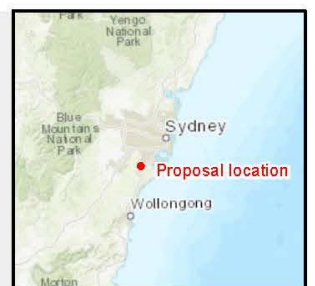 Park
Yengo
National
Park
Blue
Mountains
National
Park
Sydney
Proposal location
Wollongong
Morton